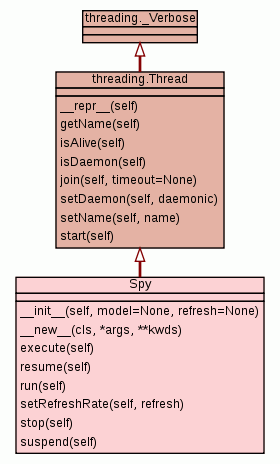 threading._Verbose
threading.Thread
__repr__(self)
getName(self)
isAlive(self)
isDaemon(self)
join(self, timeout=None)
setDaemon(self, daemonic)
setName(self, name)
start(self)
Spy
__init__(self, model=None, refresh=None)
__new__(cls, *args, **kwds)
execute(self)
resume(self)
run(self)
setRefreshRate(self, refresh)
stop(self)
suspend(self)